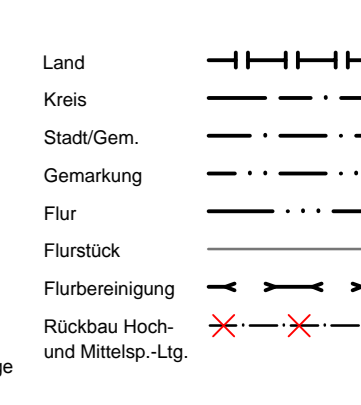 Land
Kreis
Stadt/Gem.
Gemarkung
Flur
Flurstück
Flurbereinigung
Rückbau Hoch-
und Mittelsp.-Ltg.